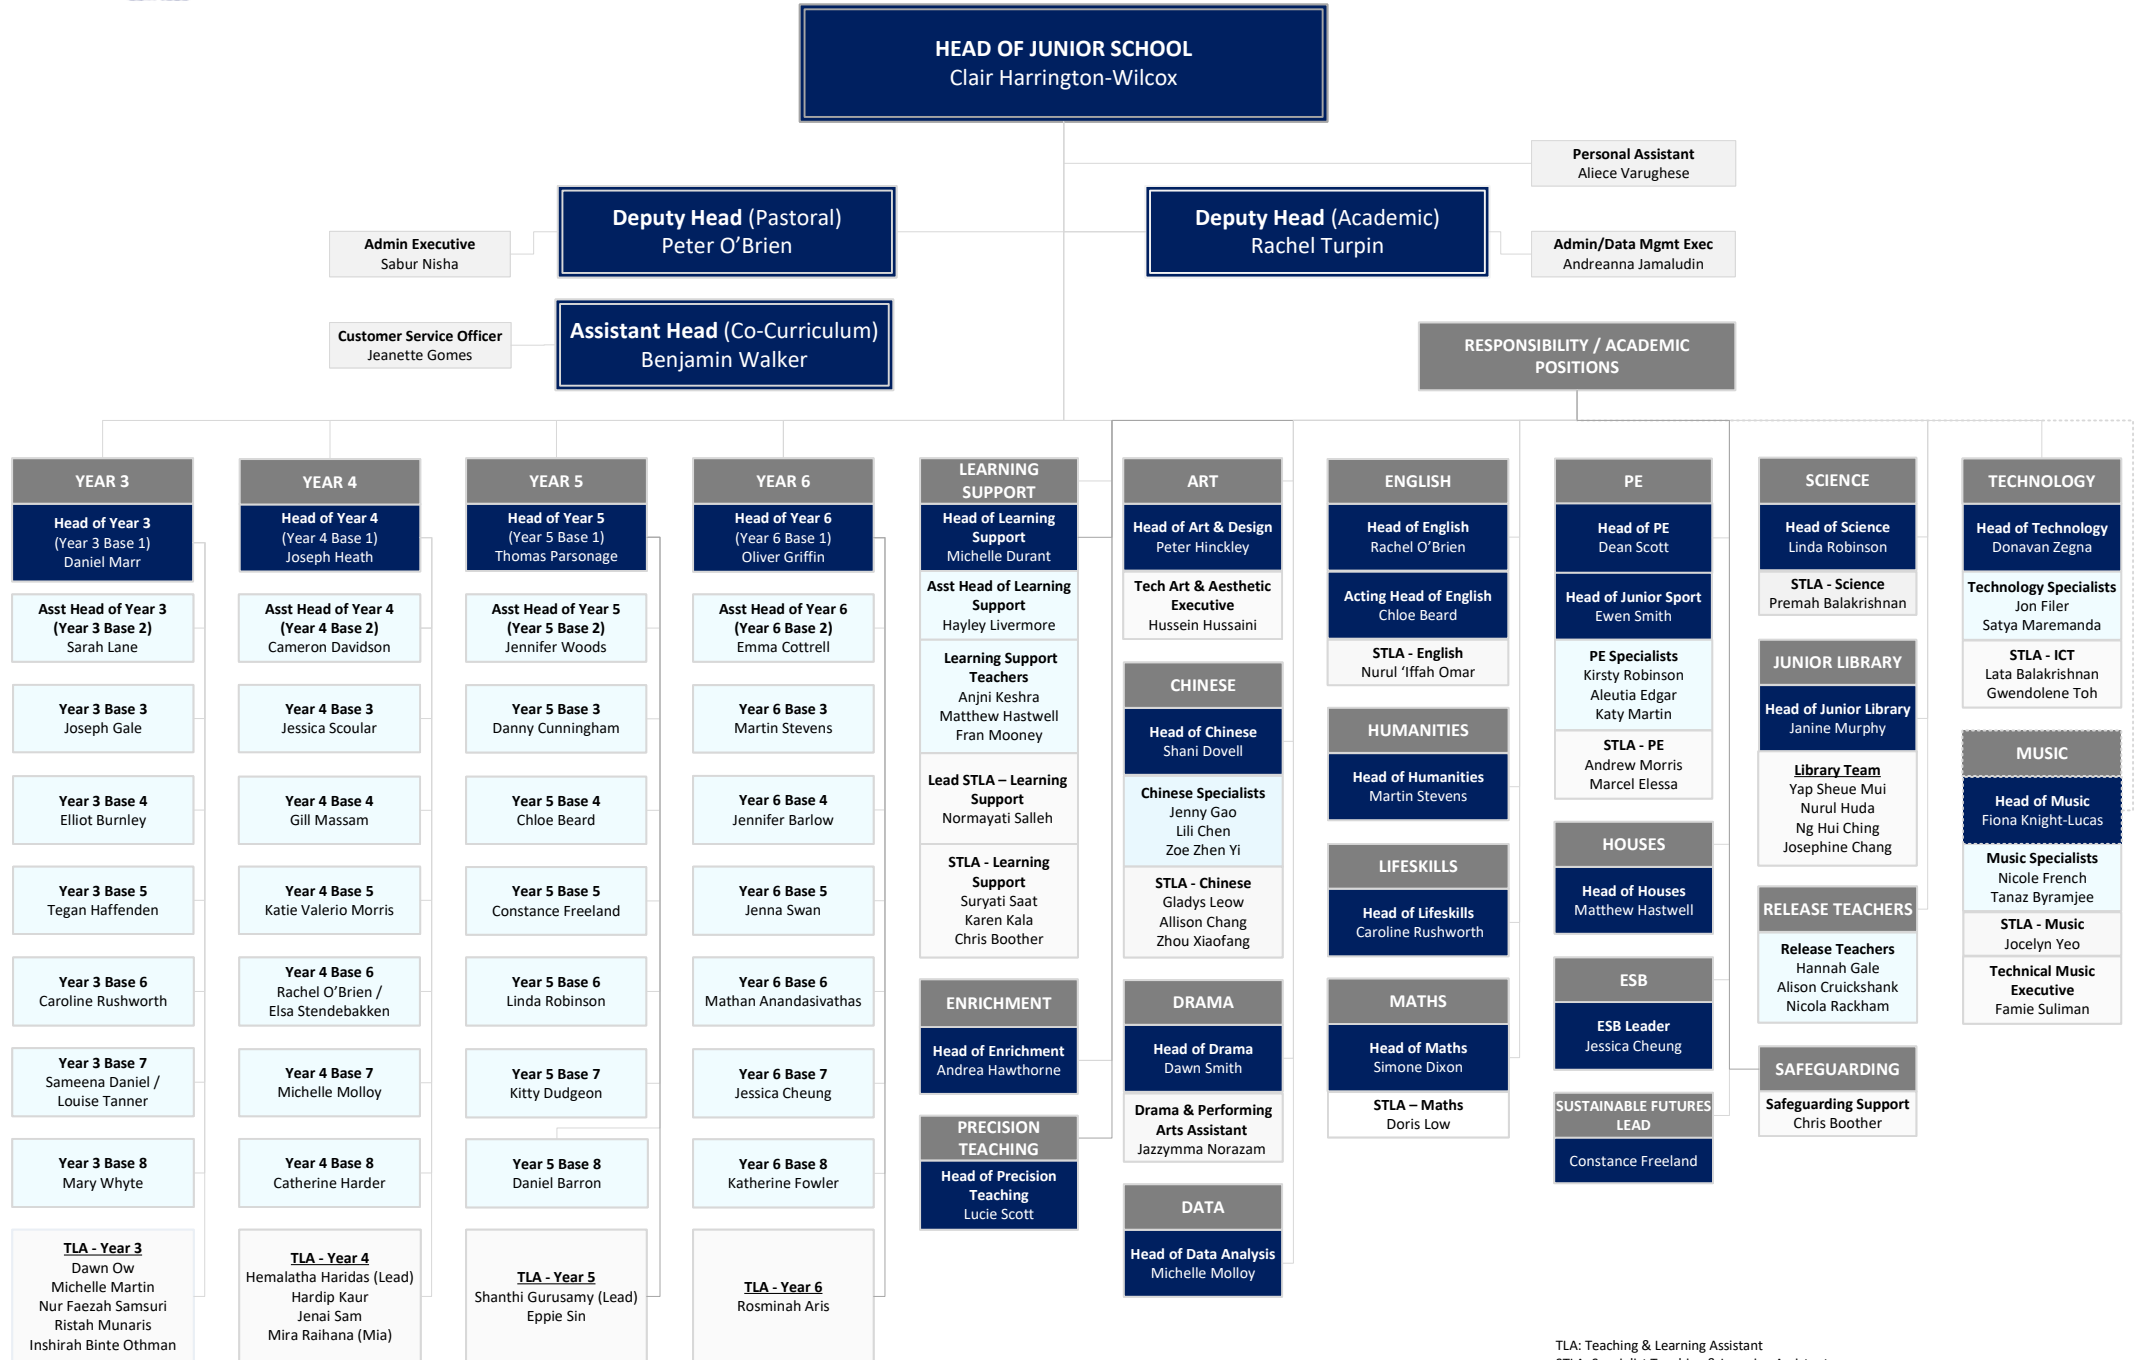 HEAD OF JUNIOR SCHOOL
Clair Harrington-Wilcox
Personal Assistant
Aliece Varughese
Deputy Head (Pastoral)
Peter O’Brien
Deputy Head (Academic)
Rachel Turpin
Admin Executive
Sabur Nisha
Admin/Data Mgmt Exec
Andreanna Jamaludin
Assistant Head (Co-Curriculum)
Benjamin Walker
Customer Service Officer
Jeanette Gomes
RESPONSIBILITY / ACADEMIC
POSITIONS
YEAR 3
Head of Year 3
(Year 3 Base 1)
Daniel Marr
Asst Head of Year 3
(Year 3 Base 2)
Sarah Lane
Year 3 Base 3
Joseph Gale
Year 3 Base 4
Elliot Burnley
Year 3 Base 5
Tegan Haffenden
Year 3 Base 6
Caroline Rushworth
Year 3 Base 7
Sameena Daniel /
Louise Tanner
Year 3 Base 8
Mary Whyte
TLA - Year 3
Dawn Ow
Michelle Martin
Nur Faezah Samsuri
Ristah Munaris
Inshirah Binte Othman
YEAR 4
Head of Year 4
(Year 4 Base 1)
Joseph Heath
Asst Head of Year 4
(Year 4 Base 2)
Cameron Davidson
Year 4 Base 3
Jessica Scoular
Year 4 Base 4
Gill Massam
Year 4 Base 5
Katie Valerio Morris
Year 4 Base 6
Rachel O’Brien /
Elsa Stendebakken
Year 4 Base 7
Michelle Molloy
Year 4 Base 8
Catherine Harder
TLA - Year 4
Hemalatha Haridas (Lead)
Hardip Kaur
Jenai Sam
Mira Raihana (Mia)
YEAR 5
Head of Year 5
(Year 5 Base 1)
Thomas Parsonage
Asst Head of Year 5
(Year 5 Base 2)
Jennifer Woods
Year 5 Base 3
Danny Cunningham
Year 5 Base 4
Chloe Beard
Year 5 Base 5
Constance Freeland
Year 5 Base 6
Linda Robinson
Year 5 Base 7
Kitty Dudgeon
Year 5 Base 8
Daniel Barron
TLA - Year 5
Shanthi Gurusamy (Lead)
Eppie Sin
YEAR 6
Head of Year 6
(Year 6 Base 1)
Oliver Griffin
Asst Head of Year 6
(Year 6 Base 2)
Emma Cottrell
Year 6 Base 3
Martin Stevens
Year 6 Base 4
Jennifer Barlow
Year 6 Base 5
Jenna Swan
Year 6 Base 6
Mathan Anandasivathas
Year 6 Base 7
Jessica Cheung
Year 6 Base 8
Katherine Fowler
TLA - Year 6
Rosminah Aris
LEARNING
SUPPORT
Head of Learning
Support
Michelle Durant
Asst Head of Learning
Support
Hayley Livermore
Learning Support
Teachers
Anjni Keshra
Matthew Hastwell
Fran Mooney
Lead STLA – Learning
Support
Normayati Salleh
STLA - Learning
Support
Suryati Saat
Karen Kala
Chris Boother
ENRICHMENT
Head of Enrichment
Andrea Hawthorne
PRECISION
TEACHING
Head of Precision
Teaching
Lucie Scott
ART
Head of Art & Design
Peter Hinckley
Tech Art & Aesthetic
Executive
Hussein Hussaini
CHINESE
Head of Chinese
Shani Dovell
Chinese Specialists
Jenny Gao
Lili Chen
Zoe Zhen Yi
STLA - Chinese
Gladys Leow
Allison Chang
Zhou Xiaofang
DRAMA
Head of Drama
Dawn Smith
Drama & Performing
Arts Assistant
Jazzymma Norazam
DATA
Head of Data Analysis
Michelle Molloy
ENGLISH
Head of English
Rachel O’Brien
Acting Head of English
Chloe Beard
STLA - English
Nurul ‘Iffah Omar
HUMANITIES
Head of Humanities
Martin Stevens
LIFESKILLS
Head of Lifeskills
Caroline Rushworth
MATHS
Head of Maths
Simone Dixon
STLA – Maths
Doris Low
PE
Head of PE
Dean Scott
Head of Junior Sport
Ewen Smith
PE Specialists
Kirsty Robinson
Aleutia Edgar
Katy Martin
STLA - PE
Andrew Morris
Marcel Elessa
HOUSES
Head of Houses
Matthew Hastwell
ESB
ESB Leader
Jessica Cheung
SUSTAINABLE FUTURES
LEAD
Constance Freeland
SCIENCE
Head of Science
Linda Robinson
STLA - Science
Premah Balakrishnan
JUNIOR LIBRARY
Head of Junior Library
Janine Murphy
Library Team
Yap Sheue Mui
Nurul Huda
Ng Hui Ching
Josephine Chang
RELEASE TEACHERS
Release Teachers
Hannah Gale
Alison Cruickshank
Nicola Rackham
SAFEGUARDING
Safeguarding Support
Chris Boother
TECHNOLOGY
Head of Technology
Donavan Zegna
Technology Specialists
Jon Filer
Satya Maremanda
STLA - ICT
Lata Balakrishnan
Gwendolene Toh
MUSIC
Head of Music
Fiona Knight-Lucas
Music Specialists
Nicole French
Tanaz Byramjee
STLA - Music
Jocelyn Yeo
Technical Music
Executive
Famie Suliman
TLA: Teaching & Learning Assistant